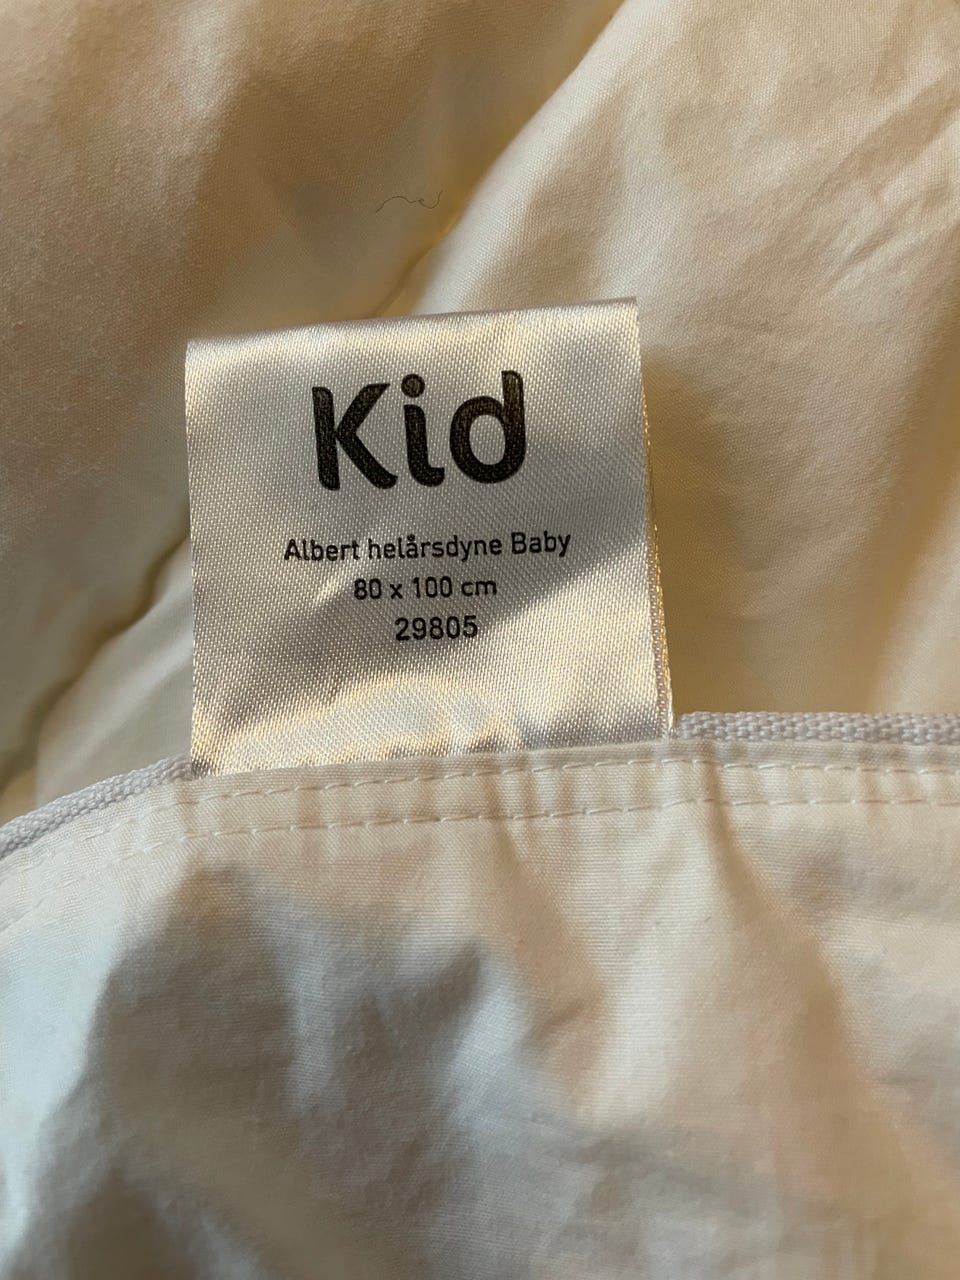 Kid
Albert helårsdyne Baby
80 x 100 cm
29805